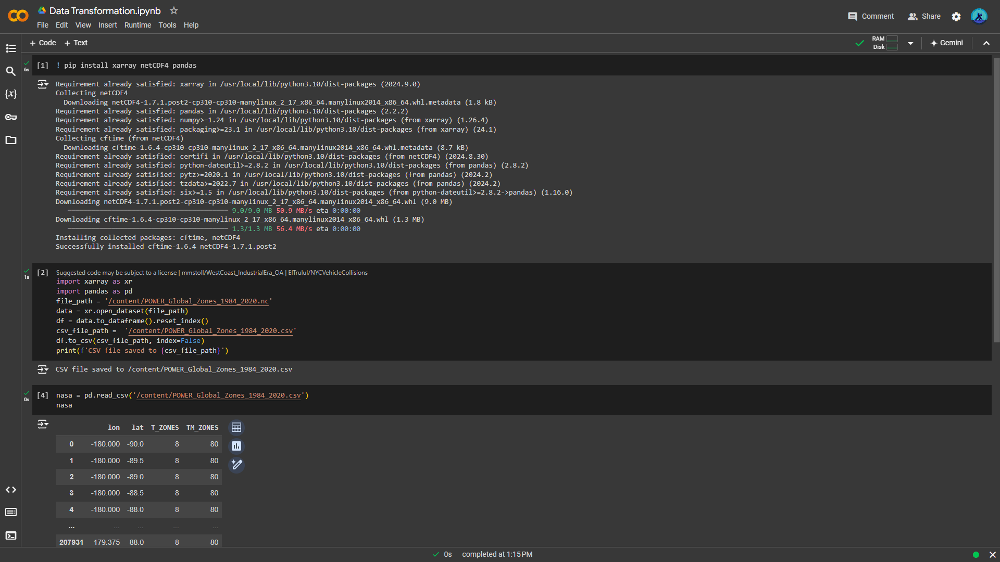 Data Transformation.ipynb
File Edit View Insert Runtime Tools Help
Comment Share
+ Code + Text
RAM
Disk
Gemini
6s
[1] ! pip install xarray netCDF4 pandas
Requirement already satisfied: xarray in /usr/local/lib/python3.10/dist-packages (2024.9.0)
Collecting netCDF4
Downloading netCDF4-1.7.1.post2-cp310-cp310-manylinux_2_17_x86_64.manylinux2014_x86_64.whl.metadata (1.8 kB)
Requirement already satisfied: pandas in /usr/local/lib/python3.10/dist-packages (2.2.2)
Requirement already satisfied: numpy>=1.24 in /usr/local/lib/python3.10/dist-packages (from xarray) (1.26.4)
Requirement already satisfied: packaging>=23.1 in /usr/local/lib/python3.10/dist-packages (from xarray) (24.1)
Collecting cftime (from netCDF4)
Downloading cftime-1.6.4-cp310-cp310-manylinux_2_17_x86_64.manylinux2014_x86_64.whl.metadata (8.7 kB)
Requirement already satisfied: certifi in /usr/local/lib/python3.10/dist-packages (from netCDF4) (2024.8.30)
Requirement already satisfied: python-dateutil>=2.8.2 in /usr/local/lib/python3.10/dist-packages (from pandas) (2.8.2)
Requirement already satisfied: pytz>=2020.1 in /usr/local/lib/python3.10/dist-packages (from pandas) (2024.2)
Requirement already satisfied: tzdata>=2022.7 in /usr/local/lib/python3.10/dist-packages (from pandas) (2024.2)
Requirement already satisfied: six>=1.5 in /usr/local/lib/python3.10/dist-packages (from python-dateutil>=2.8.2->pandas) (1.16.0)
Downloading netCDF4-1.7.1.post2-cp310-cp310-manylinux_2_17_x86_64.manylinux2014_x86_64.whl (9.0 MB)
9.0/9.0 MB 50.9 MB/s eta 0:00:00
Downloading cftime-1.6.4-cp310-cp310-manylinux_2_17_x86_64.manylinux2014_x86_64.whl (1.3 MB)
1.3/1.3 MB 56.4 MB/s eta 0:00:00
Installing collected packages: cftime, netCDF4
Successfully installed cftime-1.6.4 netCDF4-1.7.1.post2
1s
[2] Suggested code may be subject to a license | mmstoll/WestCoast_IndustrialEra_OA | ElTrulul/NYCVehicleCollisions
import xarray as xr
import pandas as pd
file_path = '/content/POWER_Global_Zones_1984_2020.nc'
data = xr.open_dataset(file_path)
df = data.to_dataframe().reset_index()
csv_file_path =  '/content/POWER_Global_Zones_1984_2020.csv'
df.to_csv(csv_file_path, index=False)
print(f'CSV file saved to {csv_file_path}')
CSV file saved to /content/POWER_Global_Zones_1984_2020.csv
0s
[4] nasa = pd.read_csv('/content/POWER_Global_Zones_1984_2020.csv')
nasa
lon lat T_ZONES TM_ZONES
0 -180.000 -90.0 8 80
1 -180.000 -89.5 8 80
2 -180.000 -89.0 8 80
3 -180.000 -88.5 8 80
4 -180.000 -88.0 8 80
... ... ... ... ...
207931 179.375 88.0 8 80
0s completed at 1:15 PM